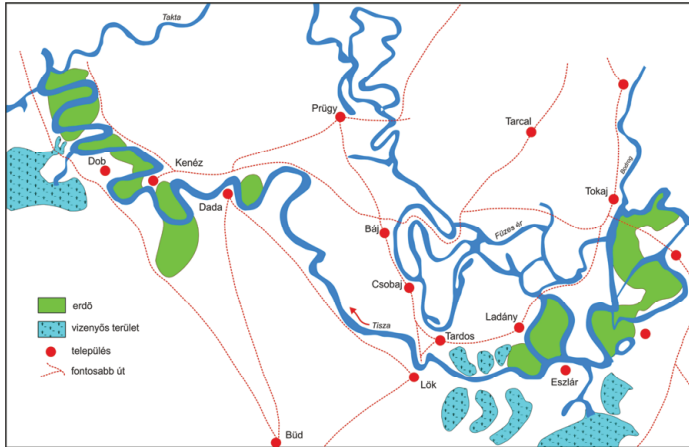 Takta
Prügy
Tarcal
Dob
Kenéz
Bodrog
Tokaj
Dada
Báj
Füzes ér
Csobaj
erdő
vizenyős terület
település
fontosabb út
Tisza
Ladány
Tardos
Lök
Eszlár
Büd